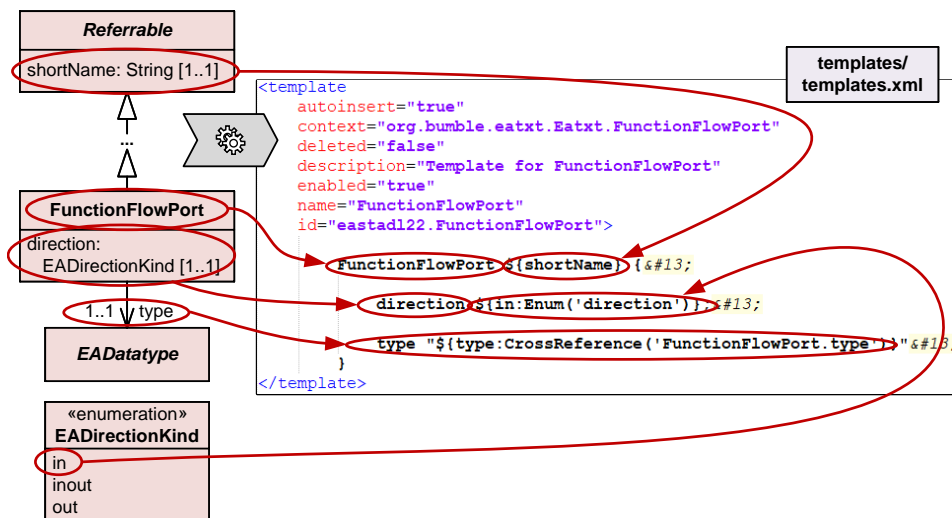 Referrable
shortName: String [1..1]
...
FunctionFlowPort
direction:
EADirectionKind [1..1]
1..1 type
EADatatype
«enumeration»
EADirectionKind
in
inout
out
templates/
templates.xml
<template
autoinsert="true"
context="org.bumble.eatxt.Eatxt.FunctionFlowPort"
deleted="false"
description="Template for FunctionFlowPort"
enabled="true"
name="FunctionFlowPort"
id="eastadl22.FunctionFlowPort">
FunctionFlowPort ${shortName} {&#13;
direction ${in:Enum('direction')};&#13;
type "${type:CrossReference('FunctionFlowPort.type')}"&#13;
}
</template>